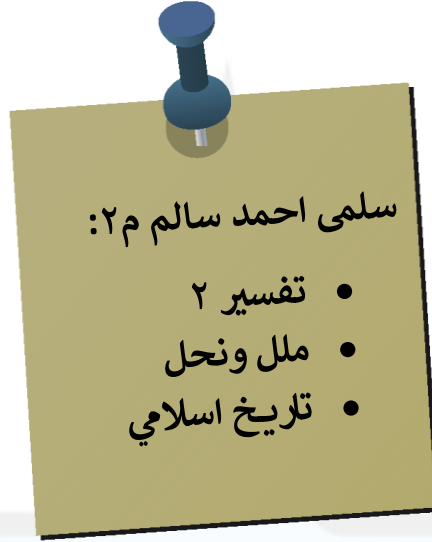 سلمى احمد سالم م٢:
• تفسير ٢
• ملل ونحل
• تاريخ اسلامي